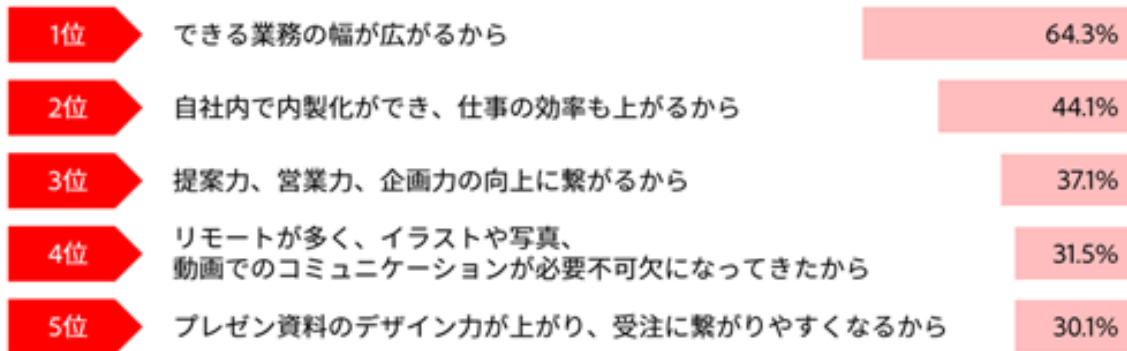 1位 できる業務の幅が広がるから 64.3%
2位 自社内で内製化ができ、仕事の効率も上がるから 44.1%
3位 提案力、営業力、企画力の向上に繋がるから 37.1%
4位 リモートが多く、イラストや写真、
動画でのコミュニケーションが必要不可欠になってきたから 31.5%
5位 プレゼン資料のデザイン力が上がり、受注に繋がりやすくなるから 30.1%